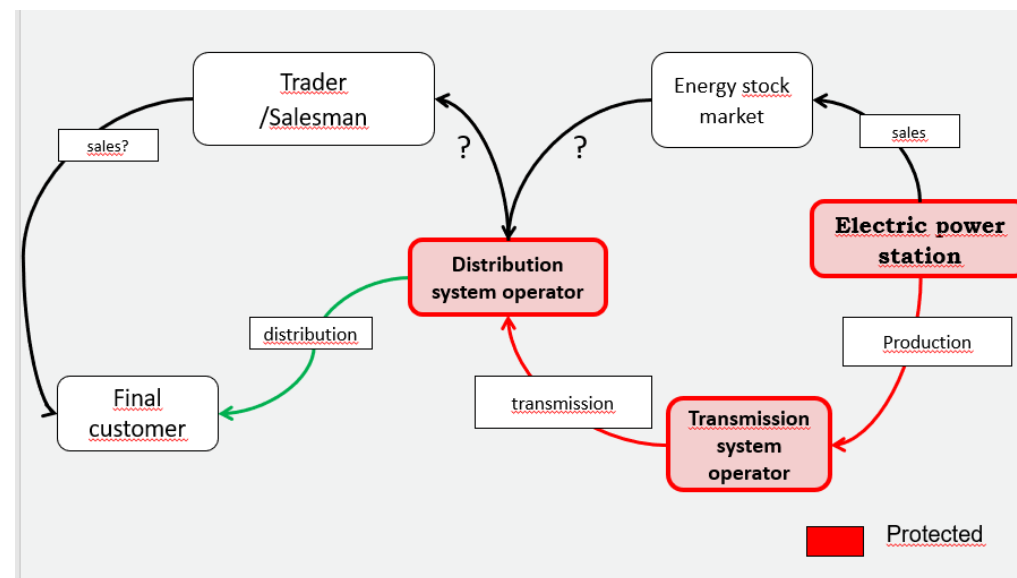 Trader
/Salesman
Energy stock
market
sales?
?
?
sales
Electric power
station
Distribution
system operator
distribution
Production
Final
customer
transmission
Transmission
system
operator
Protected